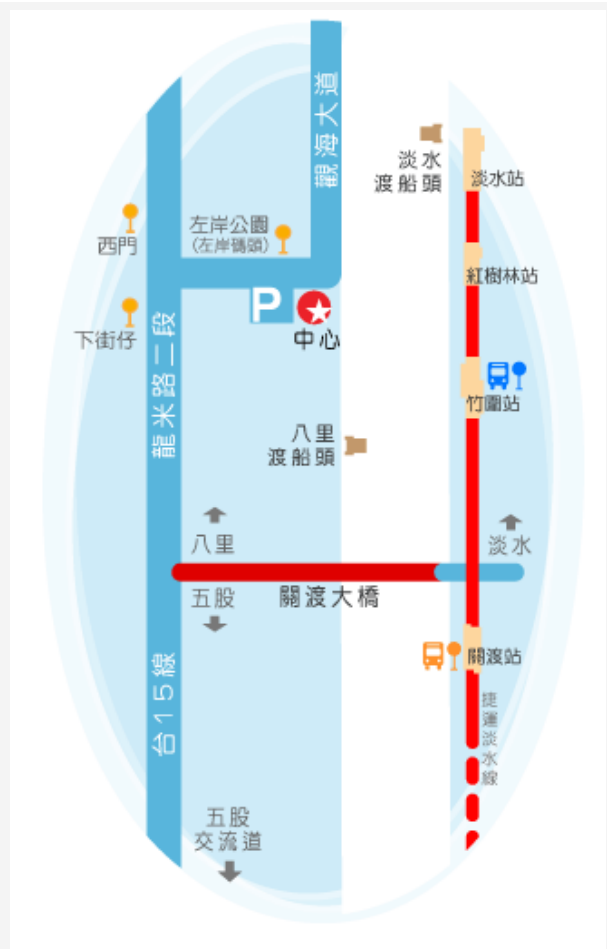 觀海大道
淡水
渡船頭
淡水站
左岸公園
(左岸碼頭)
西門
紅樹林站
P
中心
下街仔
龍米路二段
竹圍站
八里
渡船頭
八里
淡水
五股
關渡大橋
關渡站
台15線
捷運淡水線
五股
交流道